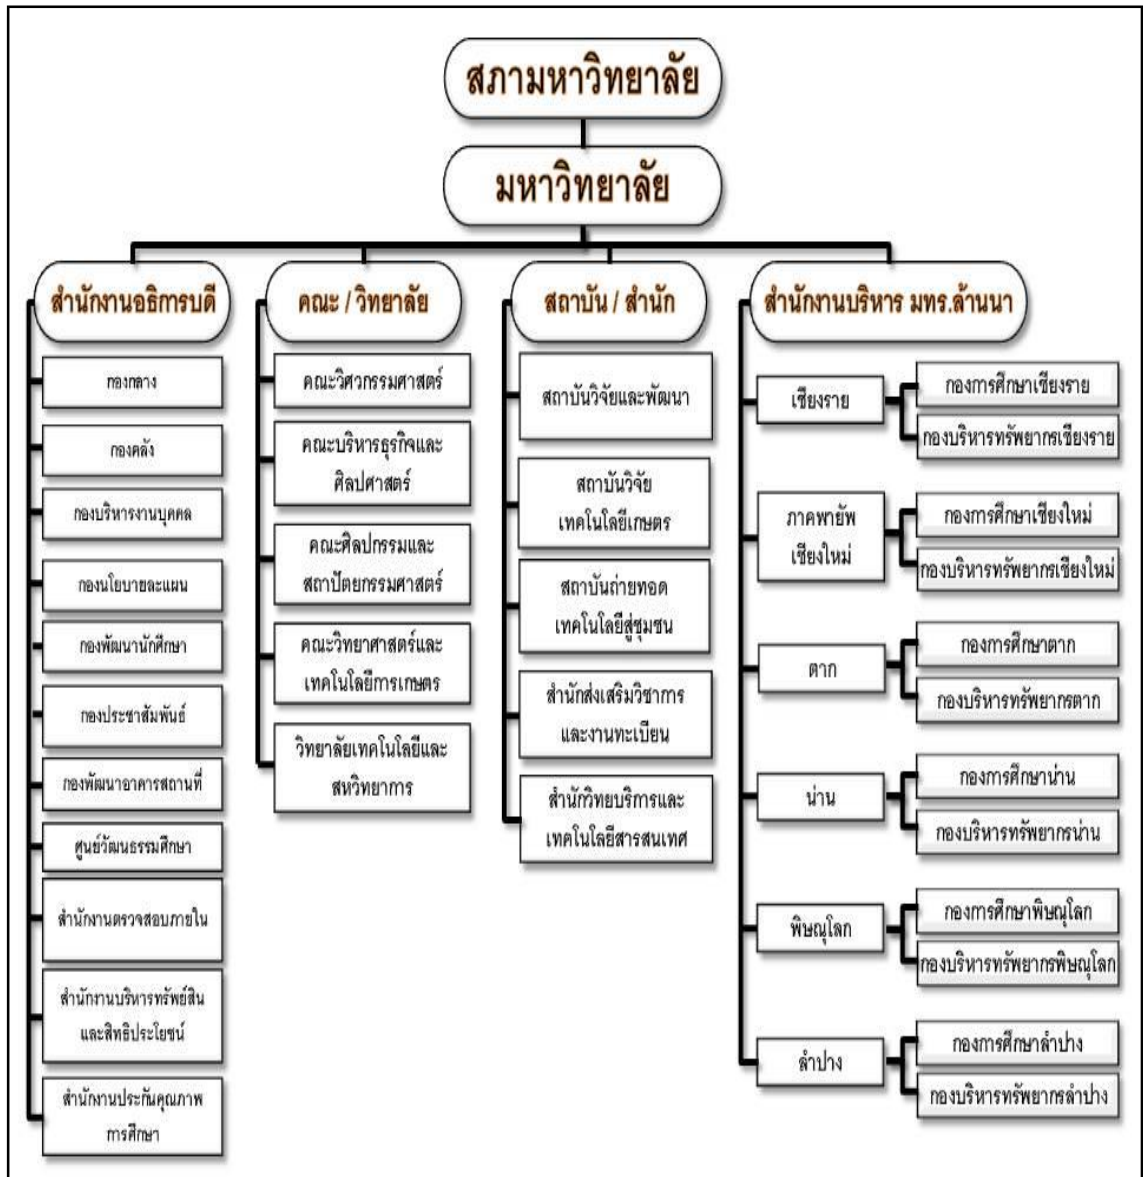 สภามหาวิทยาลัย
มหาวิทยาลัย
สำนักงานอธิการบดี
กองกลาง
กองคลัง
กองบริหารงานบุคคล
กองนโยบายละแผน
กองพัฒนานักศึกษา
กองประชาสัมพันธ์
กองพัฒนาอาคารสถานที่
ศูนย์วัฒนธรรมศึกษา
สำนักงานตรวจสอบภายใน
สำนักงานบริหารทรัพย์สิน
และสิทธิประโยชน์
สำนักงานประกันคุณภาพ
การศึกษา
คณะ / วิทยาลัย
คณะวิศวกรรมศาสตร์
คณะบริหารธุรกิจและ
ศิลปศาสตร์
คณะศิลปกรรมและ
สถาปัตยกรรมศาสตร์
คณะวิทยาศาสตร์และ
เทคโนโลยีการเกษตร
วิทยาลัยเทคโนโลยีและ
สหวิทยาการ
สถาบัน / สำนัก
สถาบันวิจัยและพัฒนา
สถาบันวิจัย
เทคโนโลยีเกษตร
สถาบันถ่ายทอด
เทคโนโลยีสู่ชุมชน
สำนักส่งเสริมวิชาการ
และงานทะเบียน
สำนักวิทยบริการและ
เทคโนโลยีสารสนเทศ
สำนักงานบริหาร มทร.ล้านนา
เชียงราย
กองการศึกษาเชียงราย
กองบริหารทรัพยากรเชียงราย
ภาคพายัพ
เชียงใหม่
กองการศึกษาเชียงใหม่
กองบริหารทรัพยากรเชียงใหม่
ตาก
กองการศึกษาตาก
กองบริหารทรัพยากรตาก
น่าน
กองการศึกษาน่าน
กองบริหารทรัพยากรน่าน
พิษณุโลก
กองการศึกษาพิษณุโลก
กองบริหารทรัพยากรพิษณุโลก
ลำปาง
กองการศึกษาลำปาง
กองบริหารทรัพยากรลำปาง